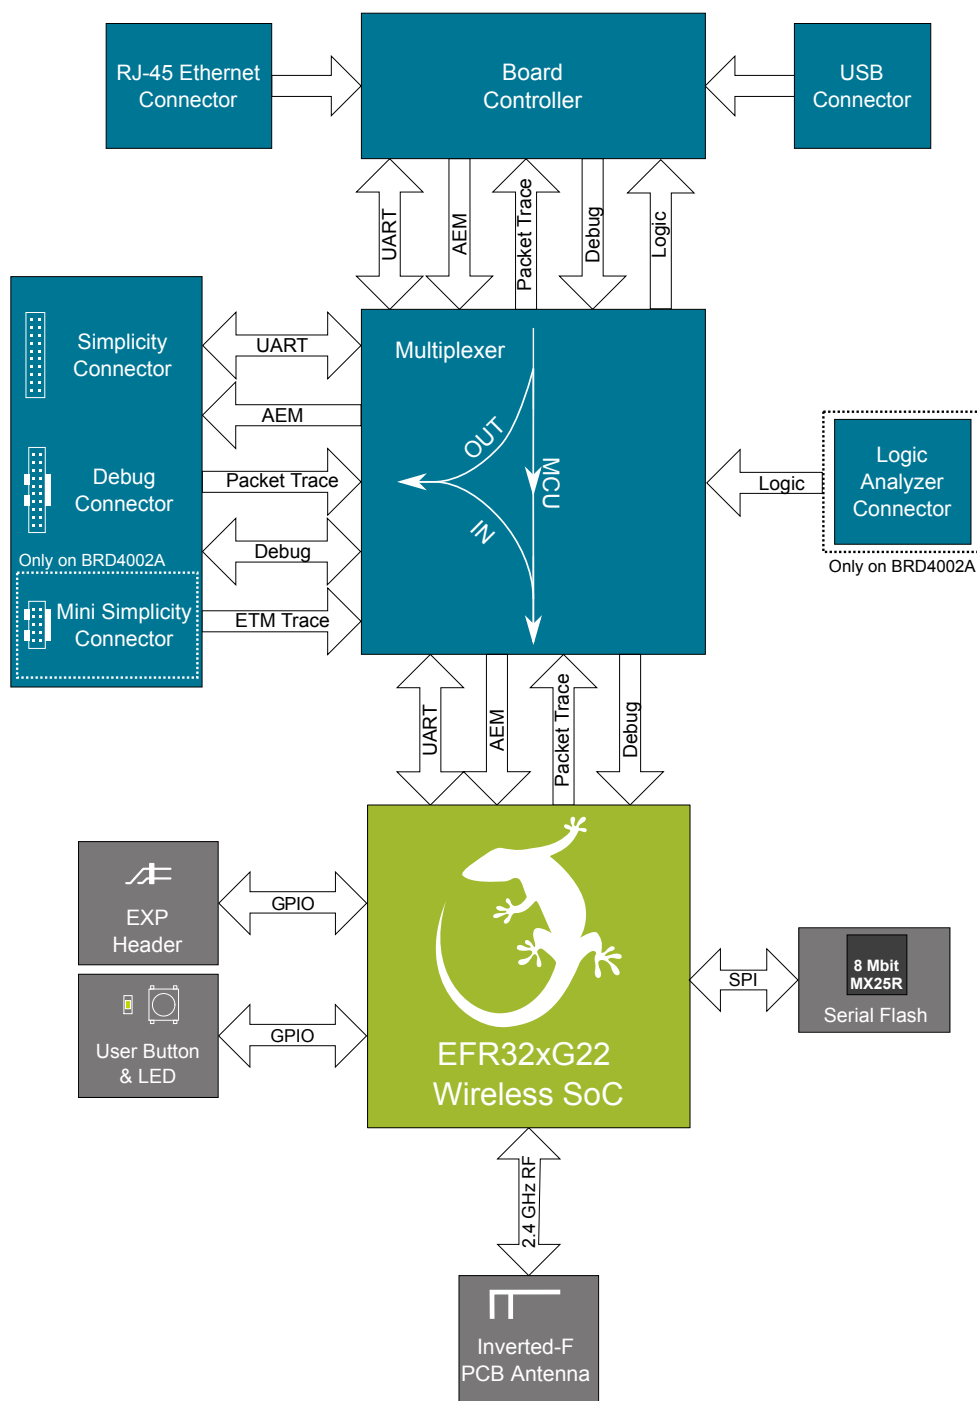 RJ-45 Ethernet
Connector
Board
Controller
USB
Connector
UART
AEM
Packet Trace
Debug
Logic
Simplicity
Connector
Debug
Connector
Only on BRD4002A
Mini Simplicity
Connector
UART
AEM
Packet Trace
Debug
ETM Trace
Multiplexer
OUT
IN
MCU
Logic
Logic
Analyzer
Connector
Only on BRD4002A
UART
AEM
Packet Trace
Debug
EXP
Header
GPIO
User Button
& LED
GPIO
EFR32xG22
Wireless SoC
SPI
8 Mbit
MX25R
Serial Flash
2.4 GHz RF
Inverted-F
PCB Antenna